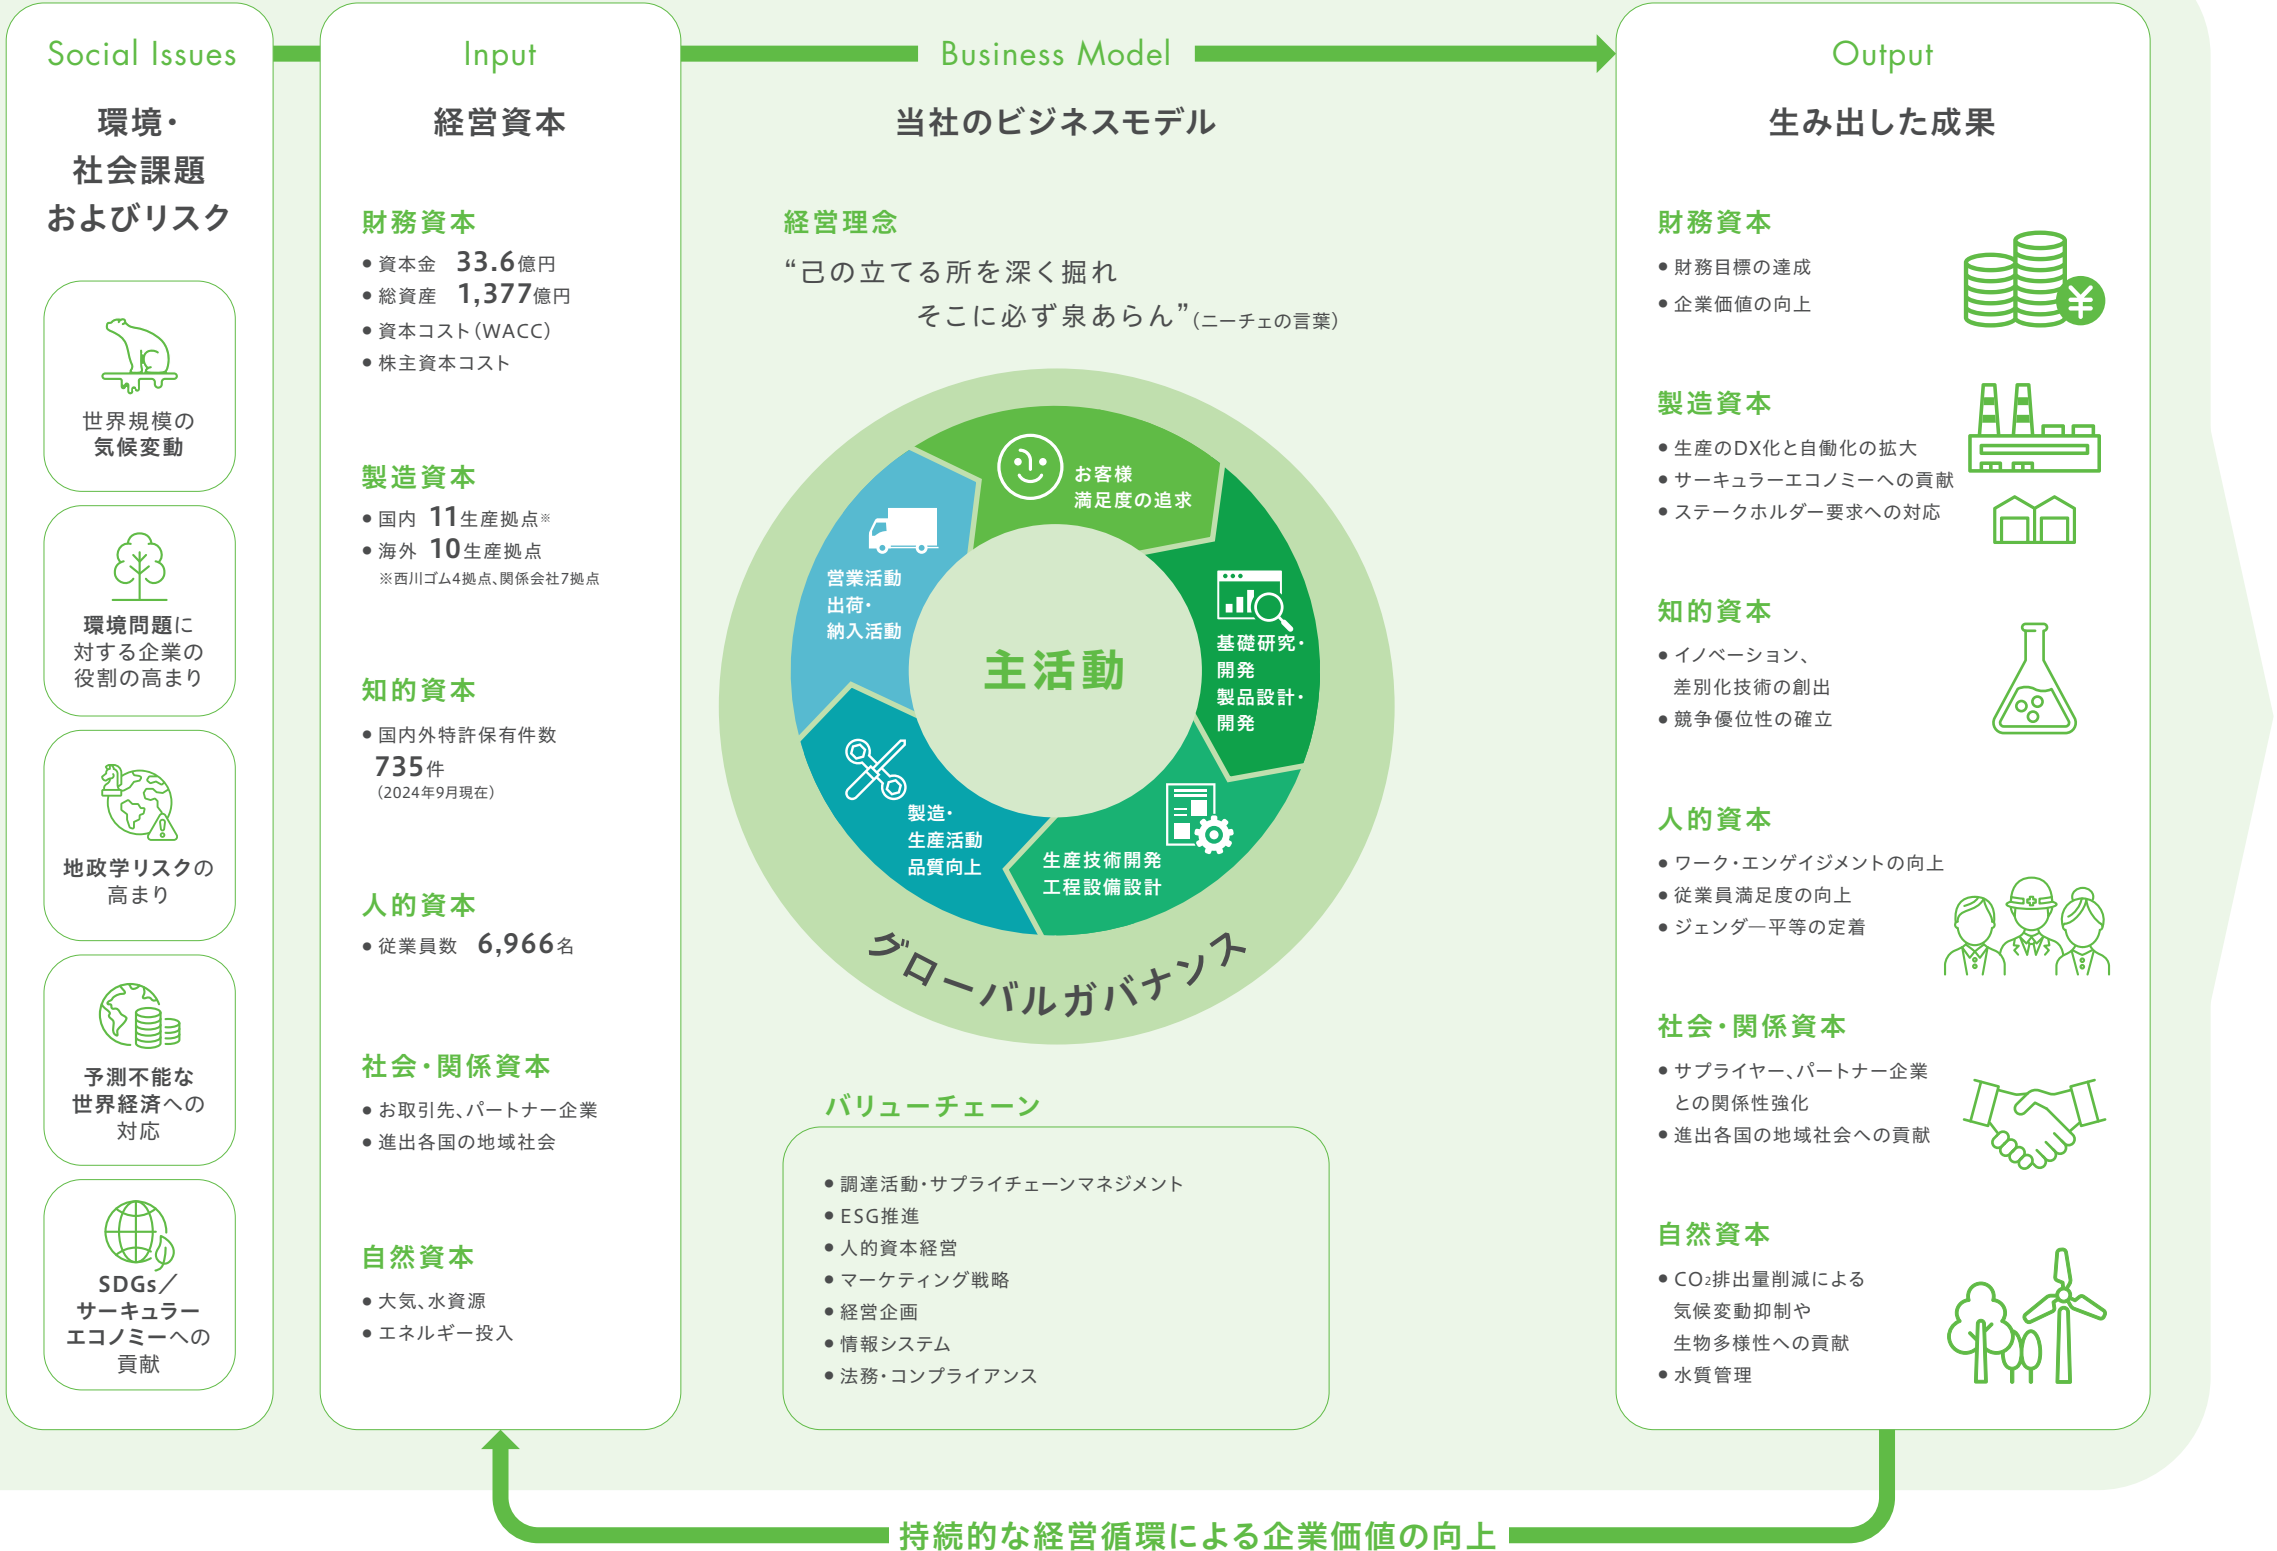 Social Issues
環境・
社会課題
およびリスク
世界規模の
気候変動
環境問題に
対する企業の
役割の高まり
地政学リスクの
高まり
予測不能な
世界経済への
対応
SDGs／
サーキュラー
エコノミーへの
貢献
Input
経営資本
財務資本
● 資本金 33.6億円
● 総資産 1,377億円
● 資本コスト（WACC）
● 株主資本コスト
製造資本
● 国内 11生産拠点※
● 海外 10生産拠点
※西川ゴム4拠点、関係会社7拠点
知的資本
● 国内外特許保有件数
735件
（2024年9月現在）
人的資本
● 従業員数 6,966名
社会・関係資本
● お取引先、パートナー企業
● 進出各国の地域社会
自然資本
● 大気、水資源
● エネルギー投入
Business Model
当社のビジネスモデル
経営理念
“己の立てる所を深く掘れ
そこに必ず泉あらん”（ニーチェの言葉）
お客様
満足度の追求
基礎研究・
開発
製品設計・
開発
生産技術開発
工程設備設計
製造・
生産活動
品質向上
営業活動
出荷・
納入活動
主活動
グローバルガバナンス
バリューチェーン
● 調達活動・サプライチェーンマネジメント
● ESG推進
● 人的資本経営
● マーケティング戦略
● 経営企画
● 情報システム
● 法務・コンプライアンス
Output
生み出した成果
財務資本
● 財務目標の達成
● 企業価値の向上
¥
製造資本
● 生産のDX化と自働化の拡大
● サーキュラーエコノミーへの貢献
● ステークホルダー要求への対応
知的資本
● イノベーション、
差別化技術の創出
● 競争優位性の確立
人的資本
● ワーク・エンゲイジメントの向上
● 従業員満足度の向上
● ジェンダ―平等の定着
社会・関係資本
● サプライヤー、パートナー企業
との関係性強化
● 進出各国の地域社会への貢献
自然資本
● CO₂排出量削減による
気候変動抑制や
生物多様性への貢献
● 水質管理
持続的な経営循環による企業価値の向上